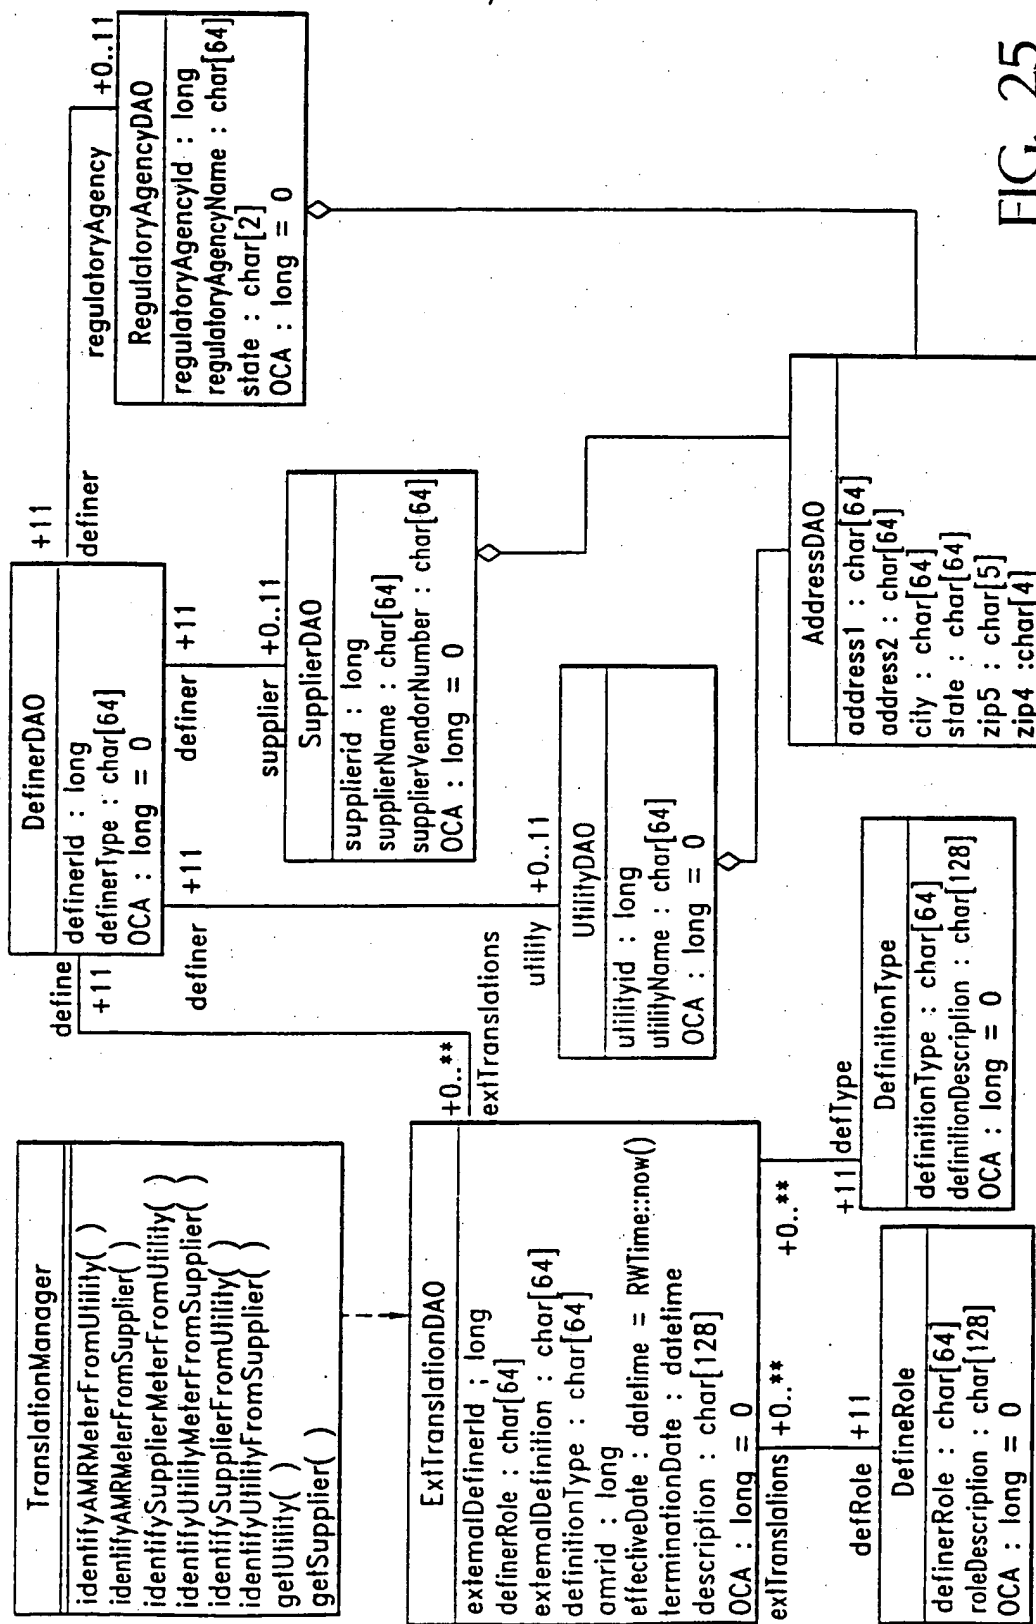 TranslationManager
identifyAMRMeterFromUtility( )
identifyAMRMeterFromSupplier( )
identifySupplierMeterFromUtility( )
identifyUtilityMeterFromSupplier( )
identifySupplierFromUtility( )
identifyUtilityFromSupplier( )
getUtility( )
getSupplier( )
define
+11
DefinerDAO
definerId : long
definerType : char[64]
OCA : long = 0
+11
definer
regulatoryAgency
+0..11
RegulatoryAgencyDAO
regulatoryAgencyId : long
regulatoryAgencyName : char[64]
state : char[2]
OCA : long = 0
definer
+11
definer
+11
supplier
+0..11
SupplierDAO
supplierid : long
supplierName : char[64]
supplierVendorNumber : char[64]
OCA : long = 0
+0..**
extTranslations
utility
+0..11
UtilityDAO
utilityid : long
utilityName : char[64]
OCA : long = 0
ExtTranslationDAO
externalDefinerId : long
definerRole : char[64]
externalDefinition : char[64]
definitionType : char[64]
amrid : long
effectiveDate : datetime = RWTime::now()
terminationDate : datetime
description : char[128]
OCA : long = 0
extTranslations
+0..**
+0..**
defRole
+11
+11
defType
DefineRole
definerRole : char[64]
roleDescription : char[128]
OCA : long = 0
DefinitionType
definitionType : char[64]
definitionDescription : char[128]
OCA : long = 0
AddressDAO
address1 : char[64]
address2 : char[64]
city : char[64]
state : char[64]
zip5 : char[5]
zip4 :char[4]
FIG. 25